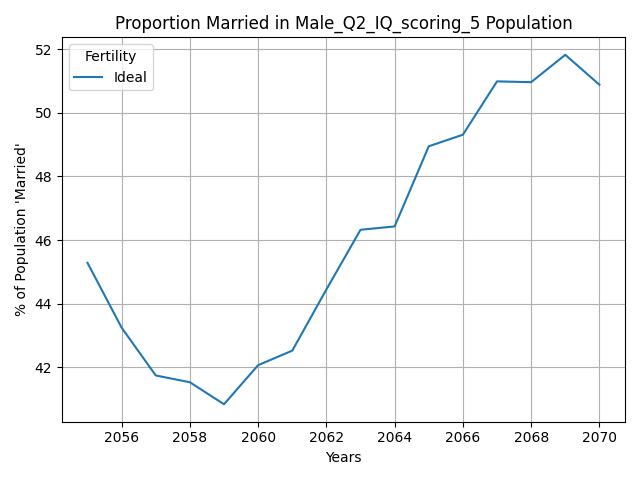 Proportion Married in Male_Q2_IQ_scoring_5 Population
Fertility
Ideal
% of Population 'Married'
52
50
48
46
44
42
2056 2058 2060 2062 2064 2066 2068 2070
Years